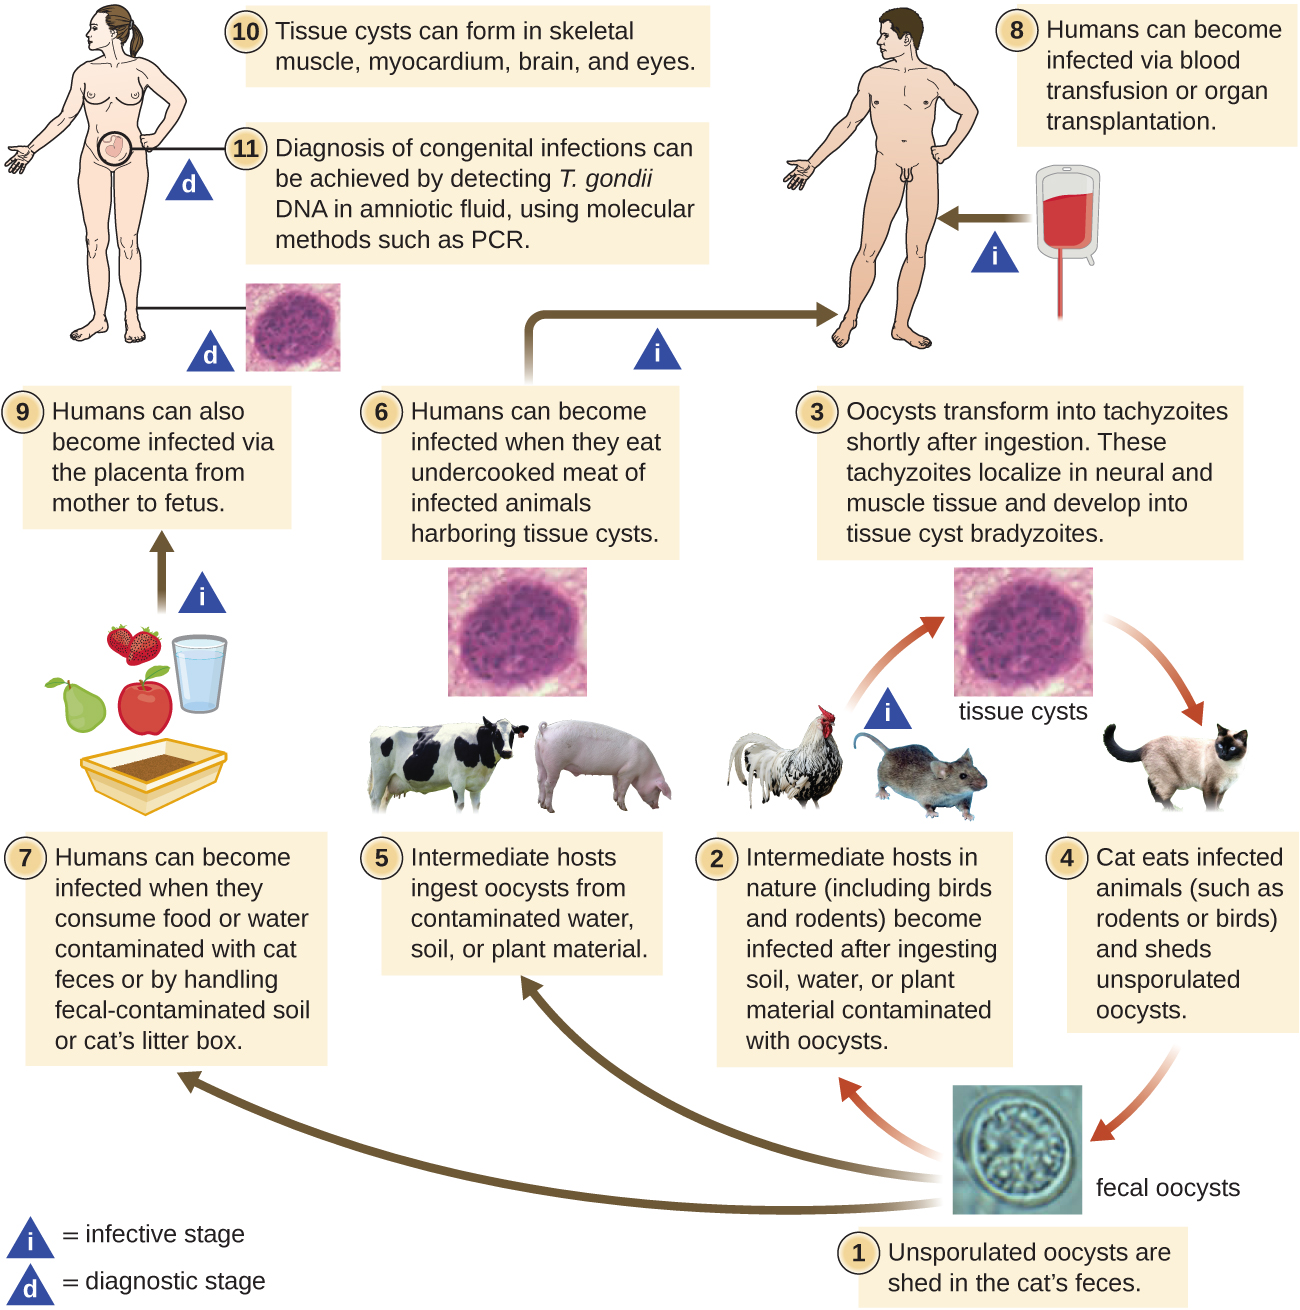 10 Tissue cysts can form in skeletal
muscle, myocardium, brain, and eyes.
8 Humans can become
infected via blood
transfusion or organ
transplantation.
11 Diagnosis of congenital infections can
be achieved by detecting T. gondii
DNA in amniotic fluid, using molecular
methods such as PCR.
d
i
d
i
9 Humans can also
become infected via
the placenta from
mother to fetus.
6 Humans can become
infected when they eat
undercooked meat of
infected animals
harboring tissue cysts.
3 Oocysts transform into tachyzoites
shortly after ingestion. These
tachyzoites localize in neural and
muscle tissue and develop into
tissue cyst bradyzoites.
i
i
tissue cysts
7 Humans can become
infected when they
consume food or water
contaminated with cat
feces or by handling
fecal-contaminated soil
or cat's litter box.
5 Intermediate hosts
ingest oocysts from
contaminated water,
soil, or plant material.
2 Intermediate hosts in
nature (including birds
and rodents) become
infected after ingesting
soil, water, or plant
material contaminated
with oocysts.
4 Cat eats infected
animals (such as
rodents or birds)
and sheds
unsporulated
oocysts.
fecal oocysts
1 Unsporulated oocysts are
shed in the cat's feces.
i = infective stage
d = diagnostic stage